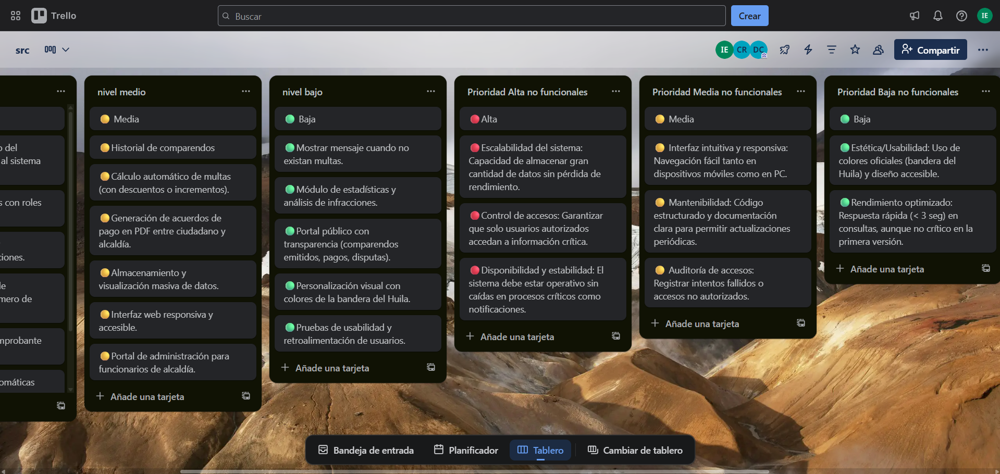 Trello
Buscar
Crear
IE
src
IE
CR
DC
Compartir
o del
al sistema
s con roles
ciones.
le
mero de
mprobante
omáticas
nivel medio
Media
Historial de comparendos
Cálculo automático de multas
(con descuentos o incrementos).
Generación de acuerdos de
pago en PDF entre ciudadano y
alcaldía.
Almacenamiento y
visualización masiva de datos.
Interfaz web responsiva y
accesible.
Portal de administración para
funcionarios de alcaldía.
Añade una tarjeta
nivel bajo
Baja
Mostrar mensaje cuando no
existan multas.
Módulo de estadísticas y
análisis de infracciones.
Portal público con
transparencia (comparendos
emitidos, pagos, disputas).
Personalización visual con
colores de la bandera del Huila.
Pruebas de usabilidad y
retroalimentación de usuarios.
Añade una tarjeta
Prioridad Alta no funcionales
Alta
Escalabilidad del sistema:
Capacidad de almacenar gran
cantidad de datos sin pérdida de
rendimiento.
Control de accesos: Garantizar
que solo usuarios autorizados
accedan a información crítica.
Disponibilidad y estabilidad: El
sistema debe estar operativo sin
caídas en procesos críticos como
notificaciones.
Añade una tarjeta
Prioridad Media no funcionales
Media
Interfaz intuitiva y responsiva:
Navegación fácil tanto en
dispositivos móviles como en PC.
Mantenibilidad: Código
estructurado y documentación
clara para permitir actualizaciones
periódicas.
Auditoría de accesos:
Registrar intentos fallidos o
accesos no autorizados.
Añade una tarjeta
Prioridad Baja no funcionales
Baja
Estética/Usabilidad: Uso de
colores oficiales (bandera del
Huila) y diseño accesible.
Rendimiento optimizado:
Respuesta rápida (< 3 seg) en
consultas, aunque no crítico en la
primera versión.
Añade una tarjeta
Bandeja de entrada
Planificador
Tablero
Cambiar de tablero